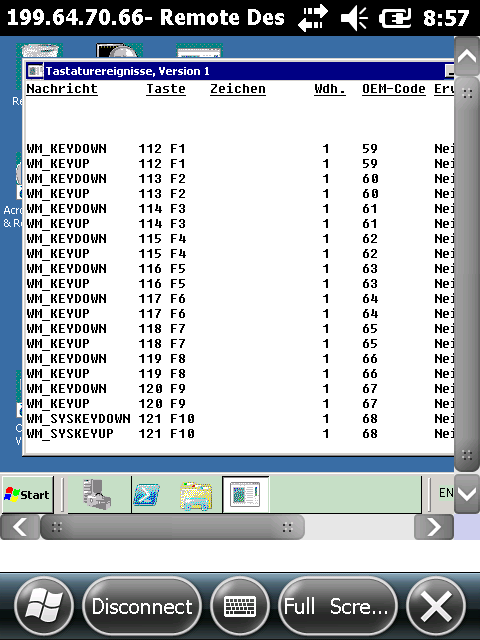 199.64.70.66- Remote Des 8:57
Tastaturereignisse, Version 1
Nachricht Taste Zeichen Wdh. OEM-Code Erw
Re
WM_KEYDOWN 112 F1 1 59 Nei
WM_KEYUP 112 F1 1 59 Nei
WM_KEYDOWN 113 F2 1 60 Nei
WM_KEYUP 113 F2 1 60 Nei
WM_KEYDOWN 114 F3 1 61 Nei
Acro
WM_KEYUP 114 F3 1 61 Nei
& Re
WM_KEYDOWN 115 F4 1 62 Nei
WM_KEYUP 115 F4 1 62 Nei
WM_KEYDOWN 116 F5 1 63 Nei
WM_KEYUP 116 F5 1 63 Nei
WM_KEYDOWN 117 F6 1 64 Nei
WM_KEYUP 117 F6 1 64 Nei
WM_KEYDOWN 118 F7 1 65 Nei
WM_KEYUP 118 F7 1 65 Nei
WM_KEYDOWN 119 F8 1 66 Nei
WM_KEYUP 119 F8 1 66 Nei
WM_KEYDOWN 120 F9 1 67 Nei
WM_KEYUP 120 F9 1 67 Nei
WM_SYSKEYDOWN 121 F10 1 68 Nei
WM_SYSKEYUP 121 F10 1 68 Nei
Start EN
Disconnect Full Scre...